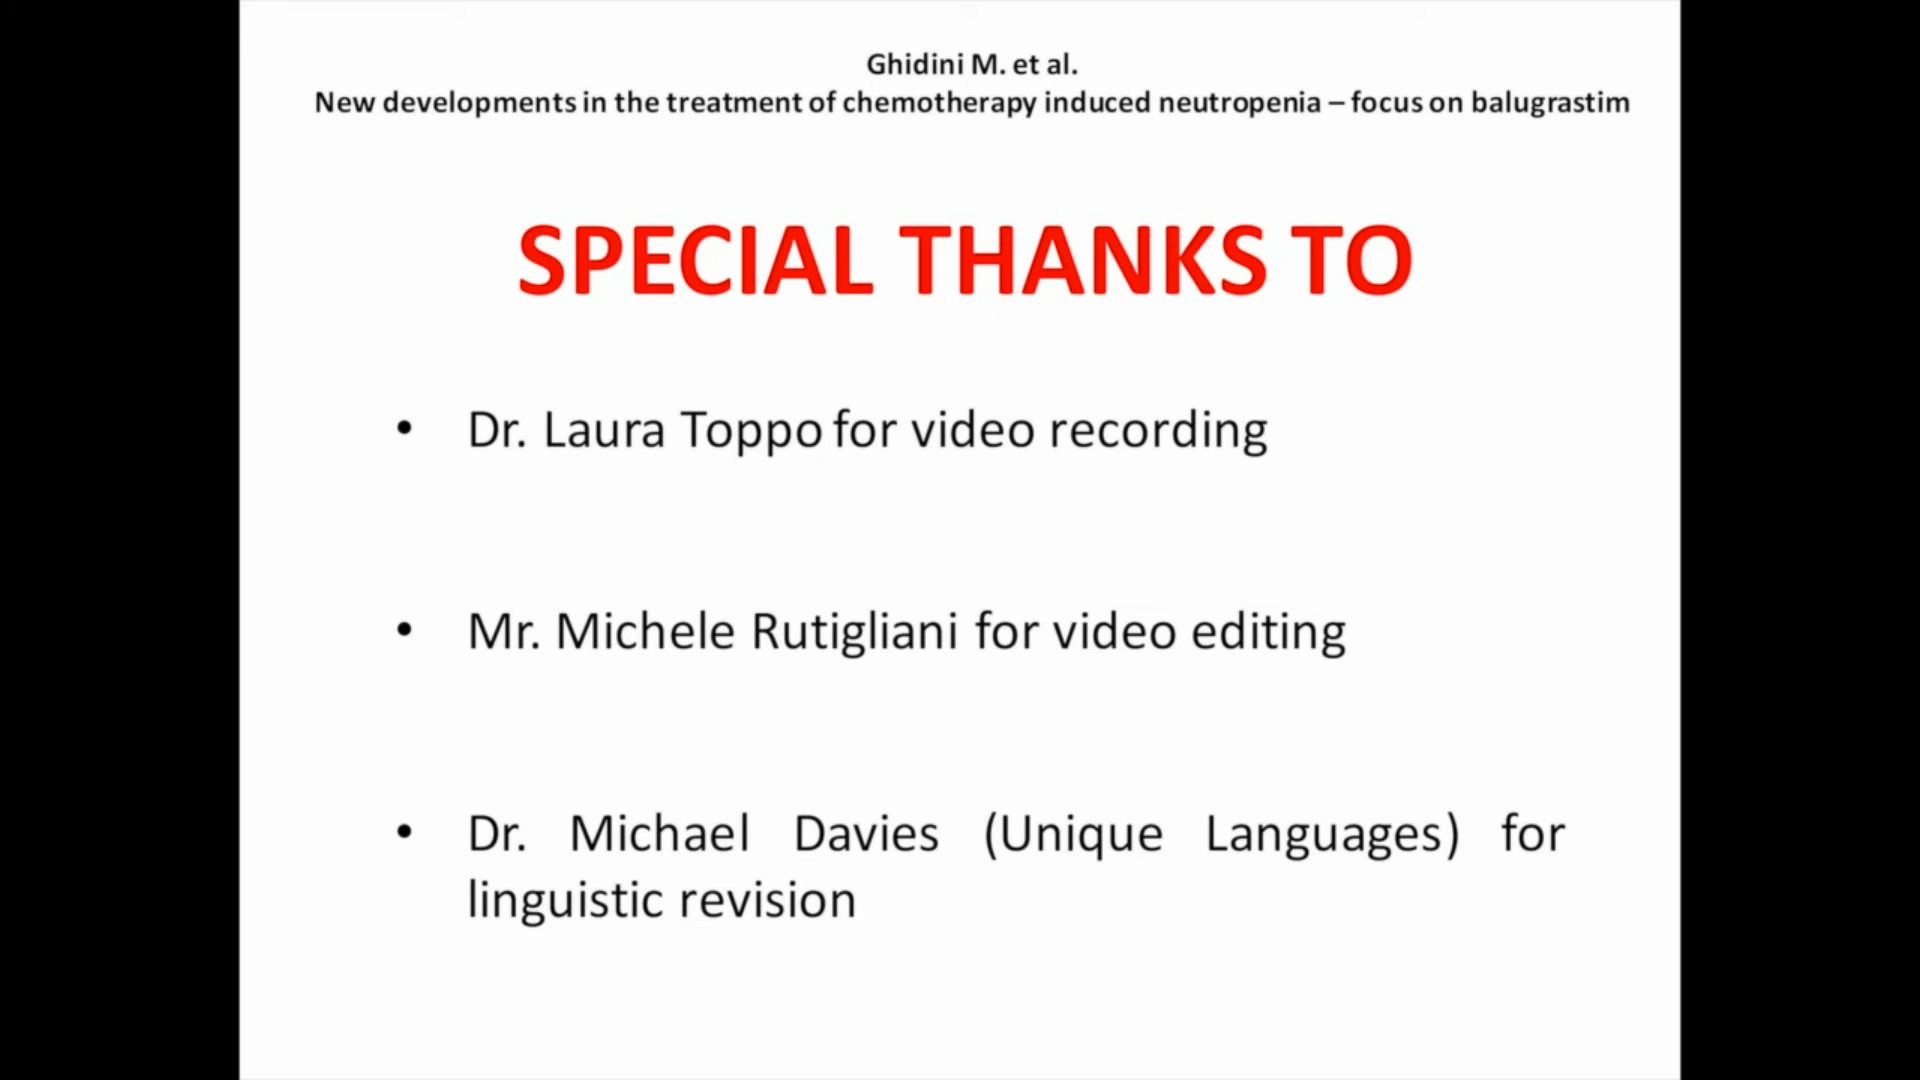 Ghidini M. et al.
New developments in the treatment of chemotherapy induced neutropenia – focus on balugrastim
SPECIAL THANKS TO
• Dr. Laura Toppo for video recording
• Mr. Michele Rutigliani for video editing
• Dr. Michael Davies (Unique Languages) for
linguistic revision